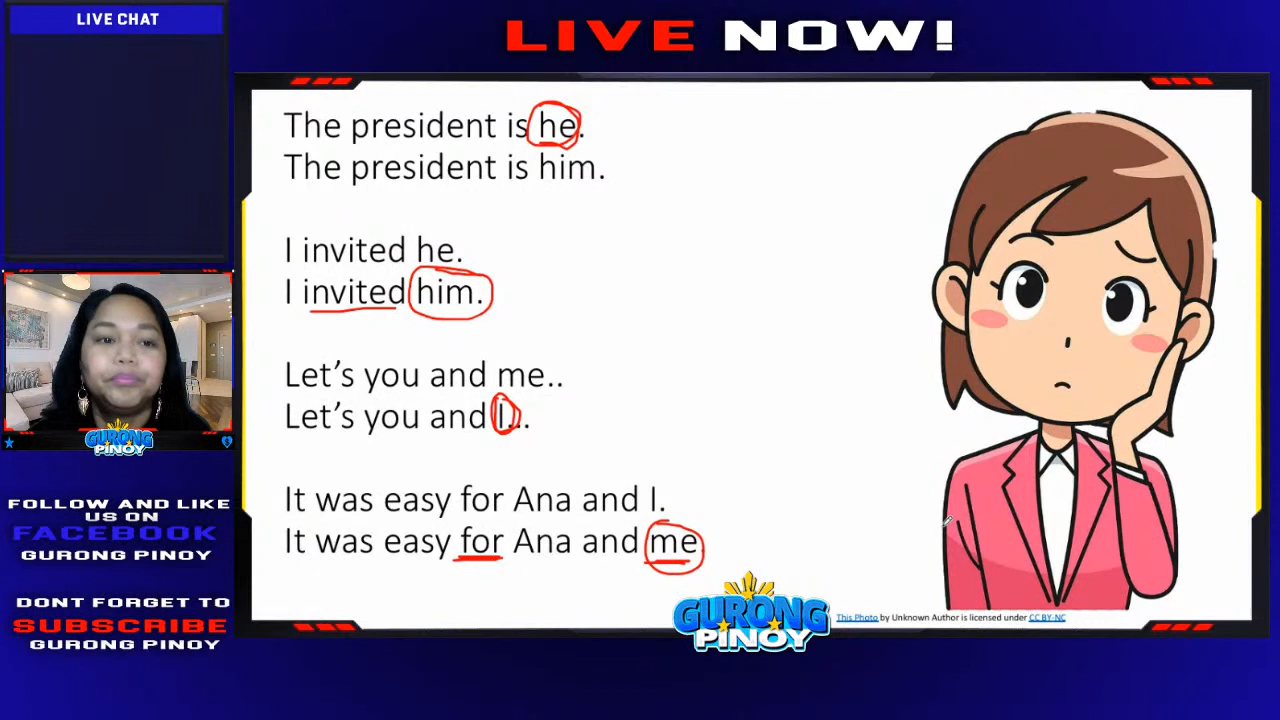 LIVE CHAT
LIVE NOW!
The president is he.
The president is him.
I invited he.
I invited him.
Let's you and me..
Let's you and I...
It was easy for Ana and I.
It was easy for Ana and me.
GURONG
PINOY
FOLLOW AND LIKE
US ON
FACEBOOK
GURONG PINOY
DONT FORGET TO
SUBSCRIBE
GURONG PINOY
GURONG
PINOY
This Photo by Unknown Author is licensed under CC BY-NC